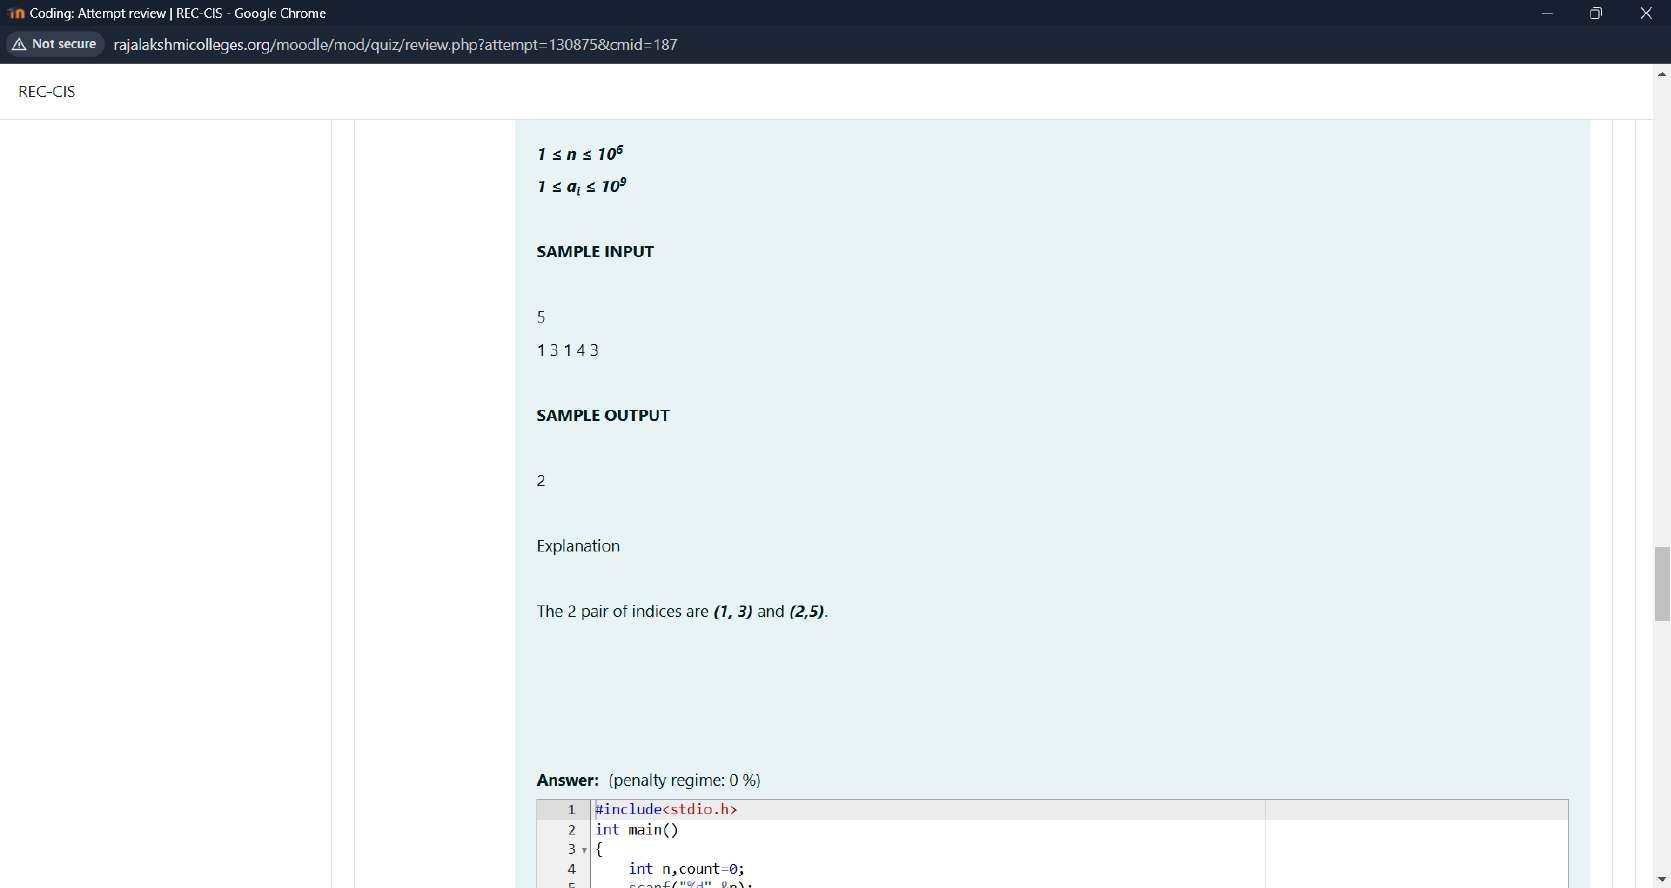 Coding: Attempt review | REC-CIS - Google Chrome
Not secure rajalakshmicolleges.org/moodle/mod/quiz/review.php?attempt=130875&cmid=187
REC-CIS
1 ≤ n ≤ 10⁶
1 ≤ aᵢ ≤ 10⁹
SAMPLE INPUT
5
1 3 1 4 3
SAMPLE OUTPUT
2
Explanation
The 2 pair of indices are (1, 3) and (2,5).
Answer: (penalty regime: 0 %)
1 #include<stdio.h>
2 int main()
3 {
4 int n,count=0;
5 scanf("%d",&n);